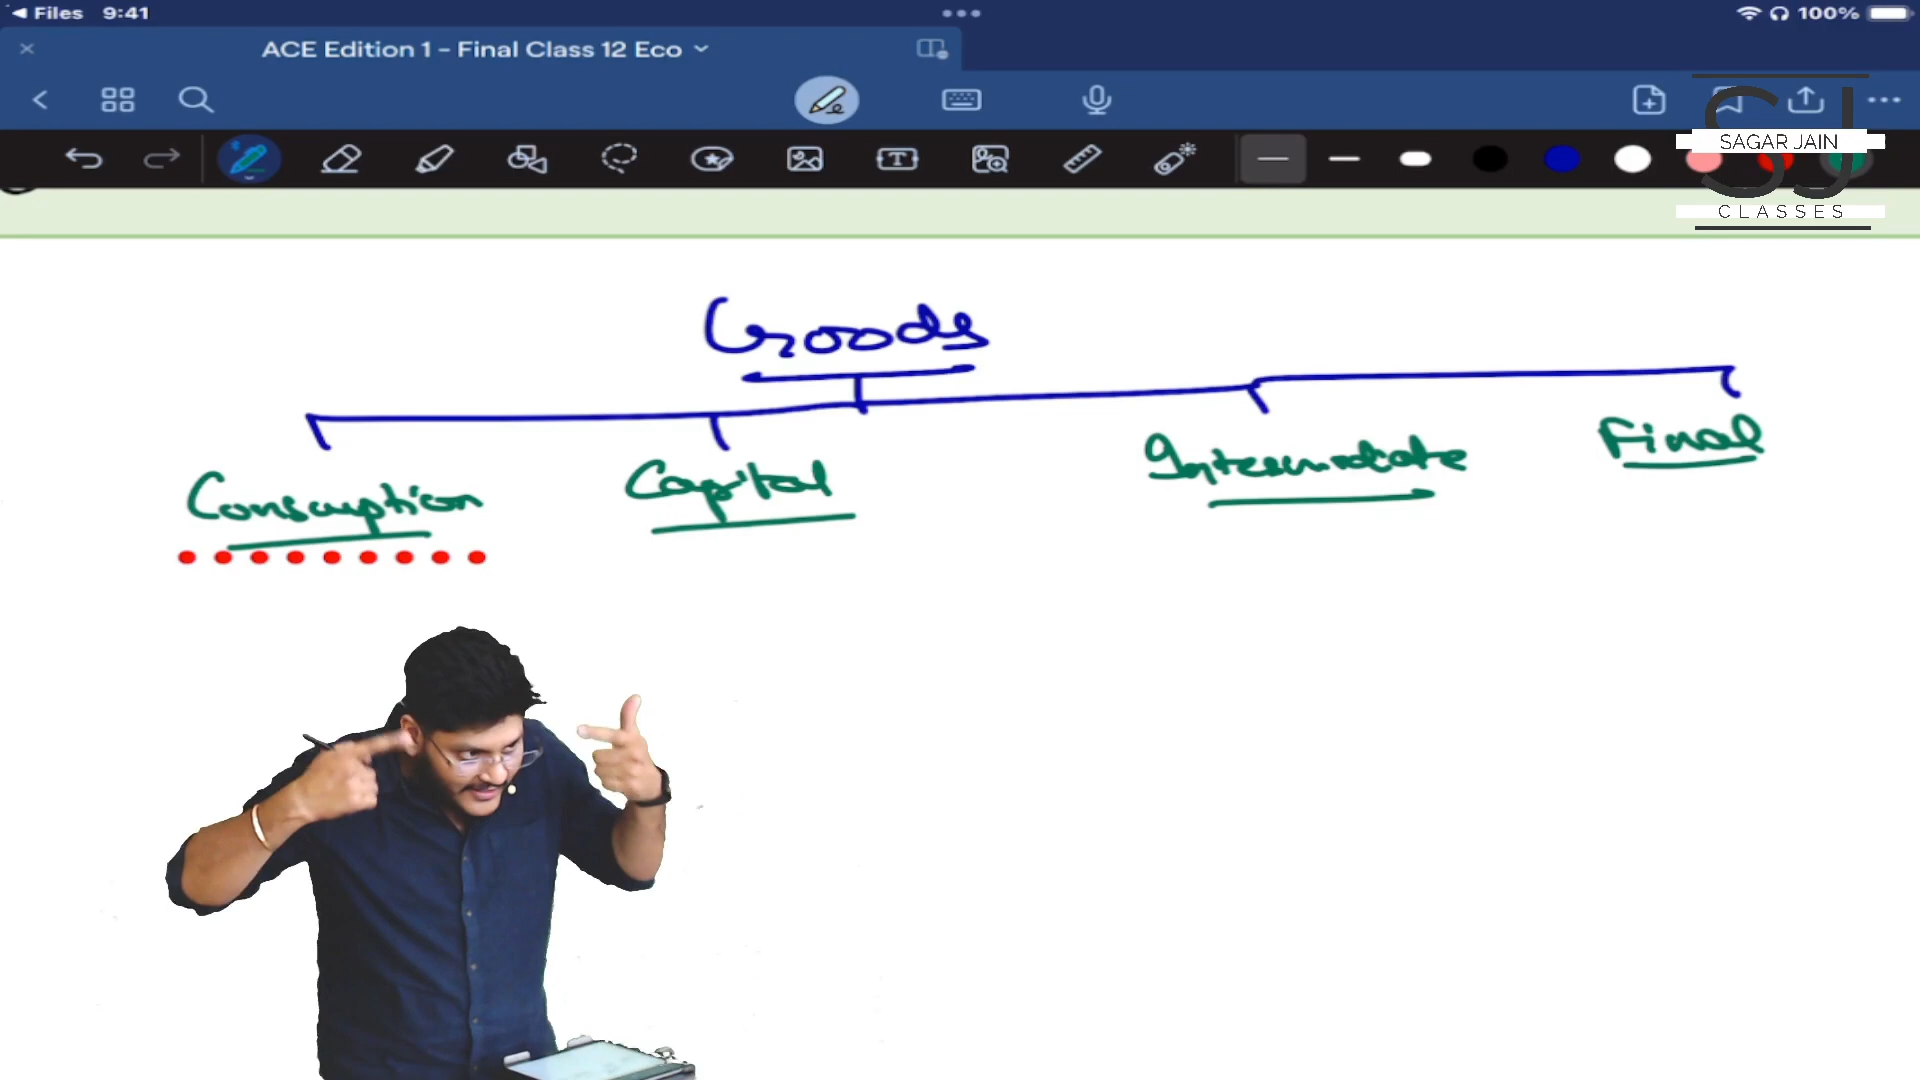 Files 9:41 100%
ACE Edition 1 - Final Class 12 Eco
SJ
SAGAR JAIN
CLASSES
Goods
Consumption Capital Intermediate Final